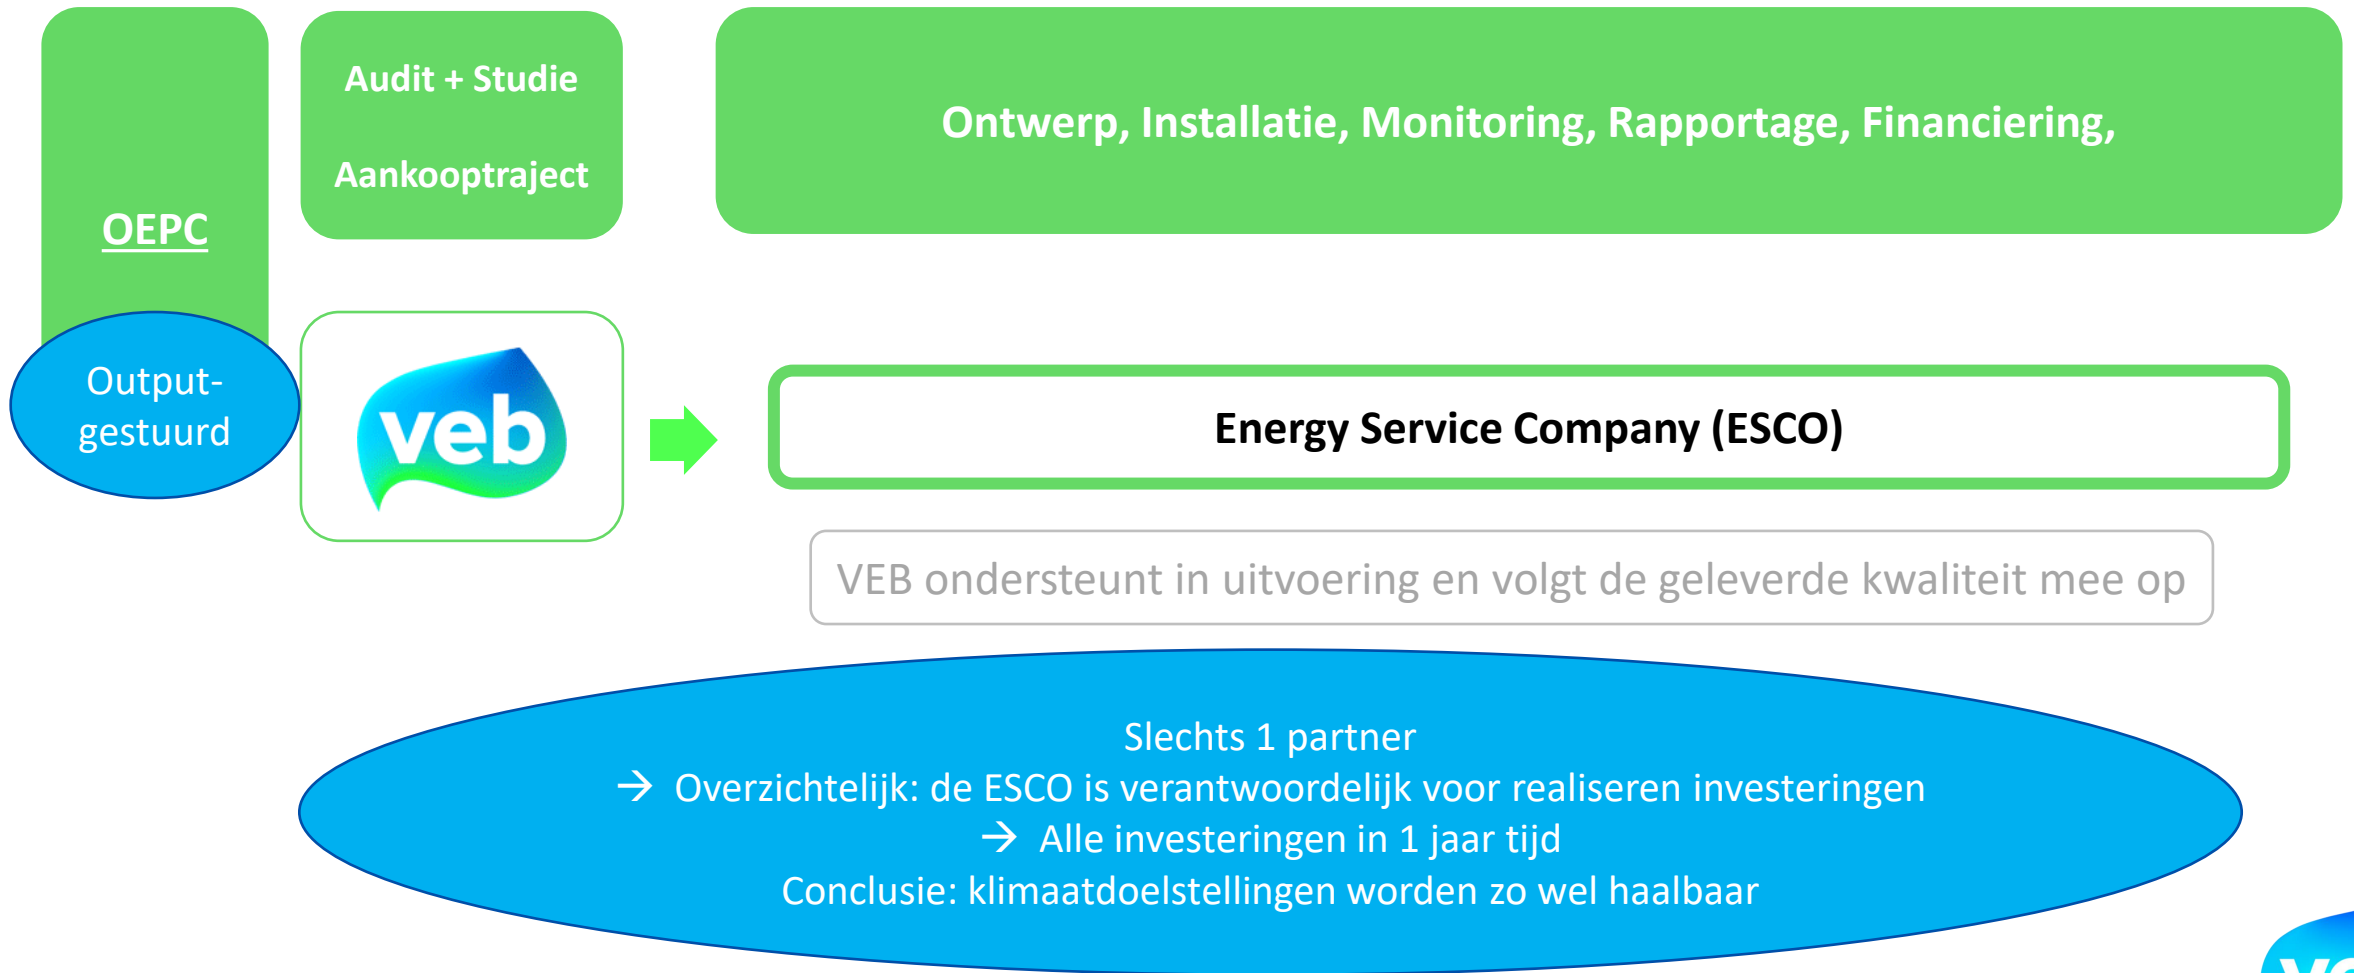 OEPC
Output-
gestuurd
Audit + Studie
Aankooptraject
veb
Ontwerp, Installatie, Monitoring, Rapportage, Financiering,
Energy Service Company (ESCO)
VEB ondersteunt in uitvoering en volgt de geleverde kwaliteit mee op
Slechts 1 partner
→ Overzichtelijk: de ESCO is verantwoordelijk voor realiseren investeringen
→ Alle investeringen in 1 jaar tijd
Conclusie: klimaatdoelstellingen worden zo wel haalbaar